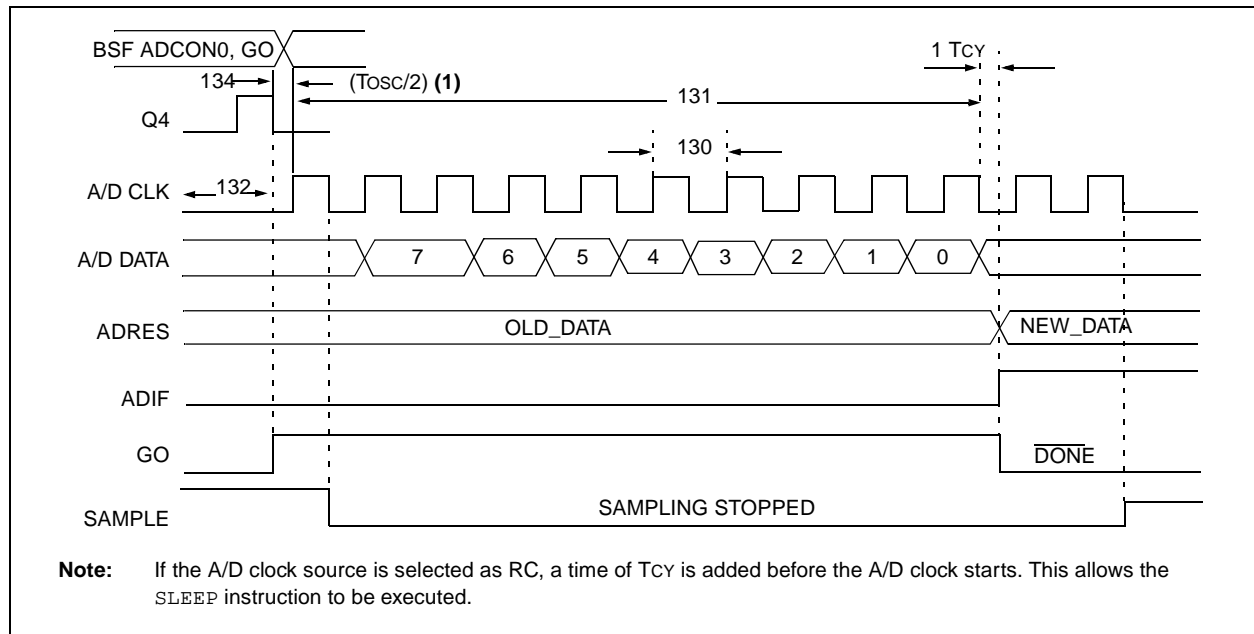 BSF ADCON0, GO
1 TCY
134
(TOSC/2) (1)
131
Q4
130
A/D CLK
132
A/D DATA
7
6
5
4
3
2
1
0
ADRES
OLD_DATA
NEW_DATA
ADIF
GO
DONE
SAMPLE
SAMPLING STOPPED
Note: If the A/D clock source is selected as RC, a time of TCY is added before the A/D clock starts. This allows the
SLEEP instruction to be executed.